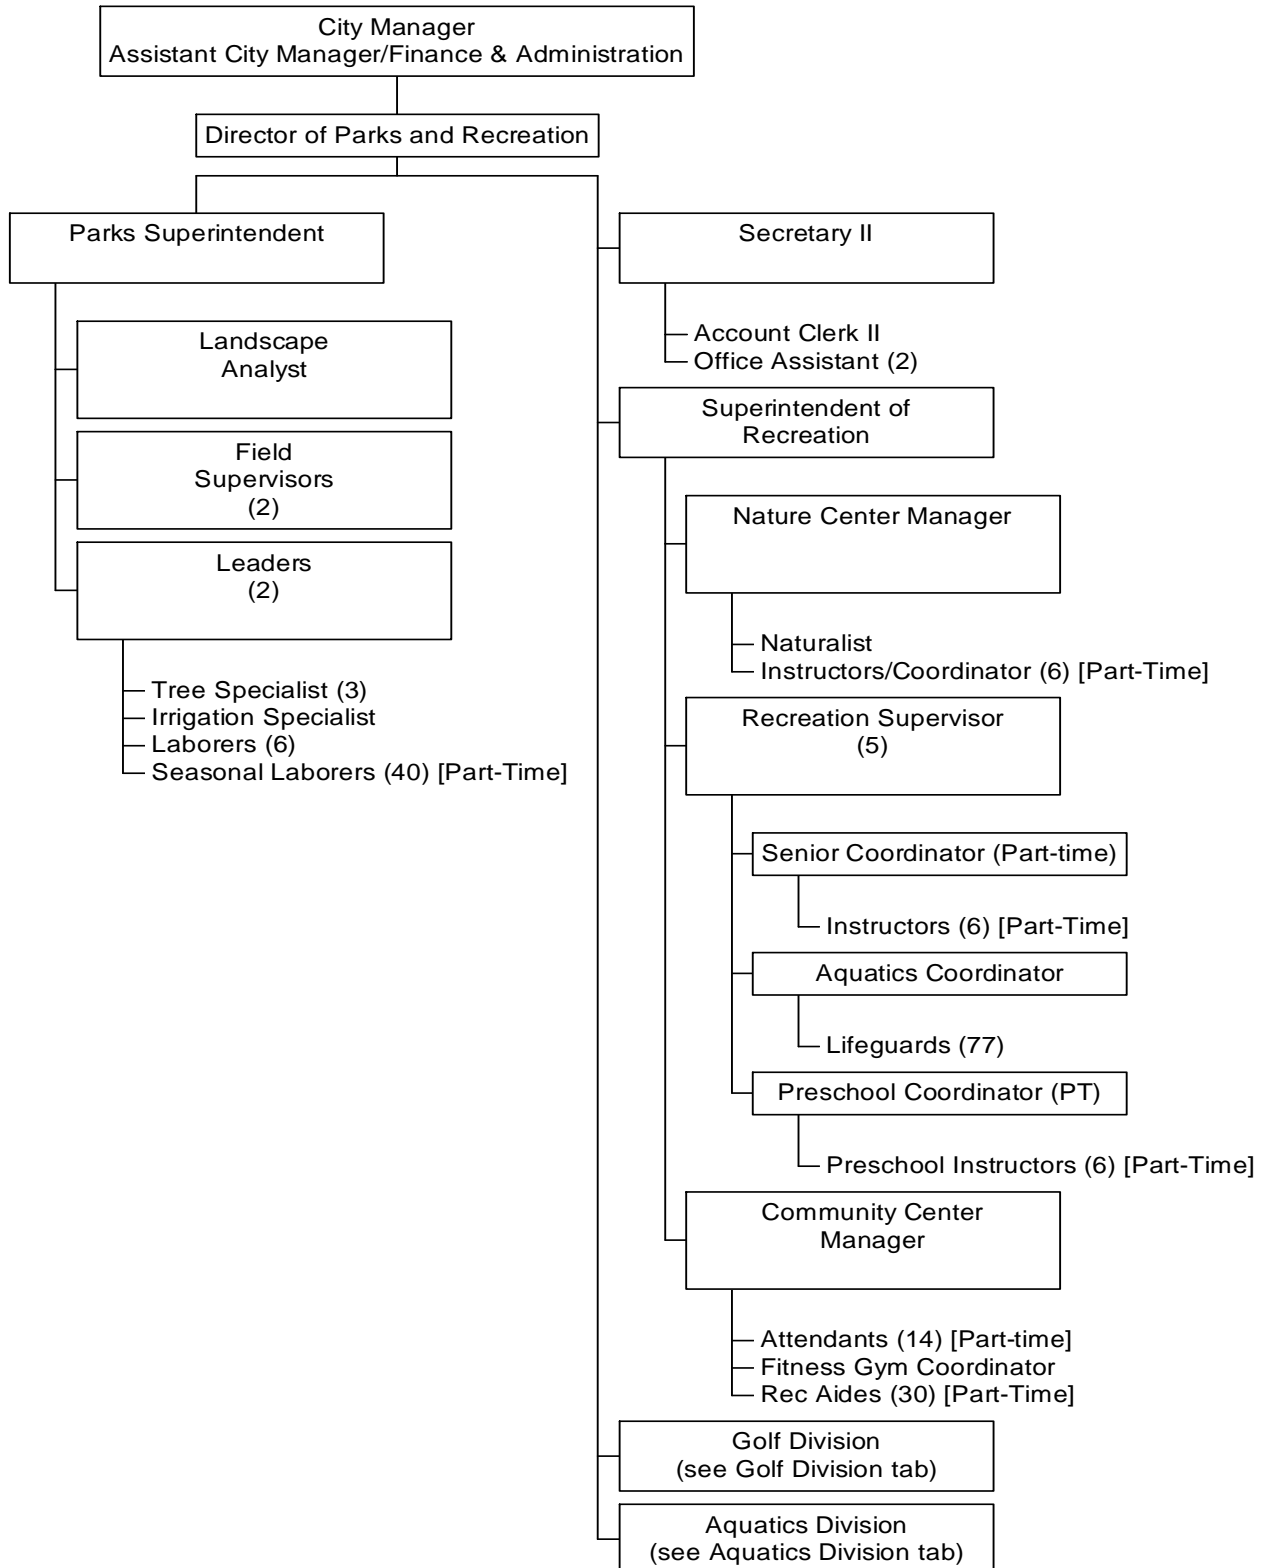 City Manager
Assistant City Manager/Finance & Administration
Director of Parks and Recreation
Parks Superintendent
Landscape
Analyst
Field
Supervisors
(2)
Leaders
(2)
Tree Specialist (3)
Irrigation Specialist
Laborers (6)
Seasonal Laborers (40) [Part-Time]
Secretary II
Account Clerk II
Office Assistant (2)
Superintendent of
Recreation
Nature Center Manager
Naturalist
Instructors/Coordinator (6) [Part-Time]
Recreation Supervisor
(5)
Senior Coordinator (Part-time)
Instructors (6) [Part-Time]
Aquatics Coordinator
Lifeguards (77)
Preschool Coordinator (PT)
Preschool Instructors (6) [Part-Time]
Community Center
Manager
Attendants (14) [Part-time]
Fitness Gym Coordinator
Rec Aides (30) [Part-Time]
Golf Division
(see Golf Division tab)
Aquatics Division
(see Aquatics Division tab)